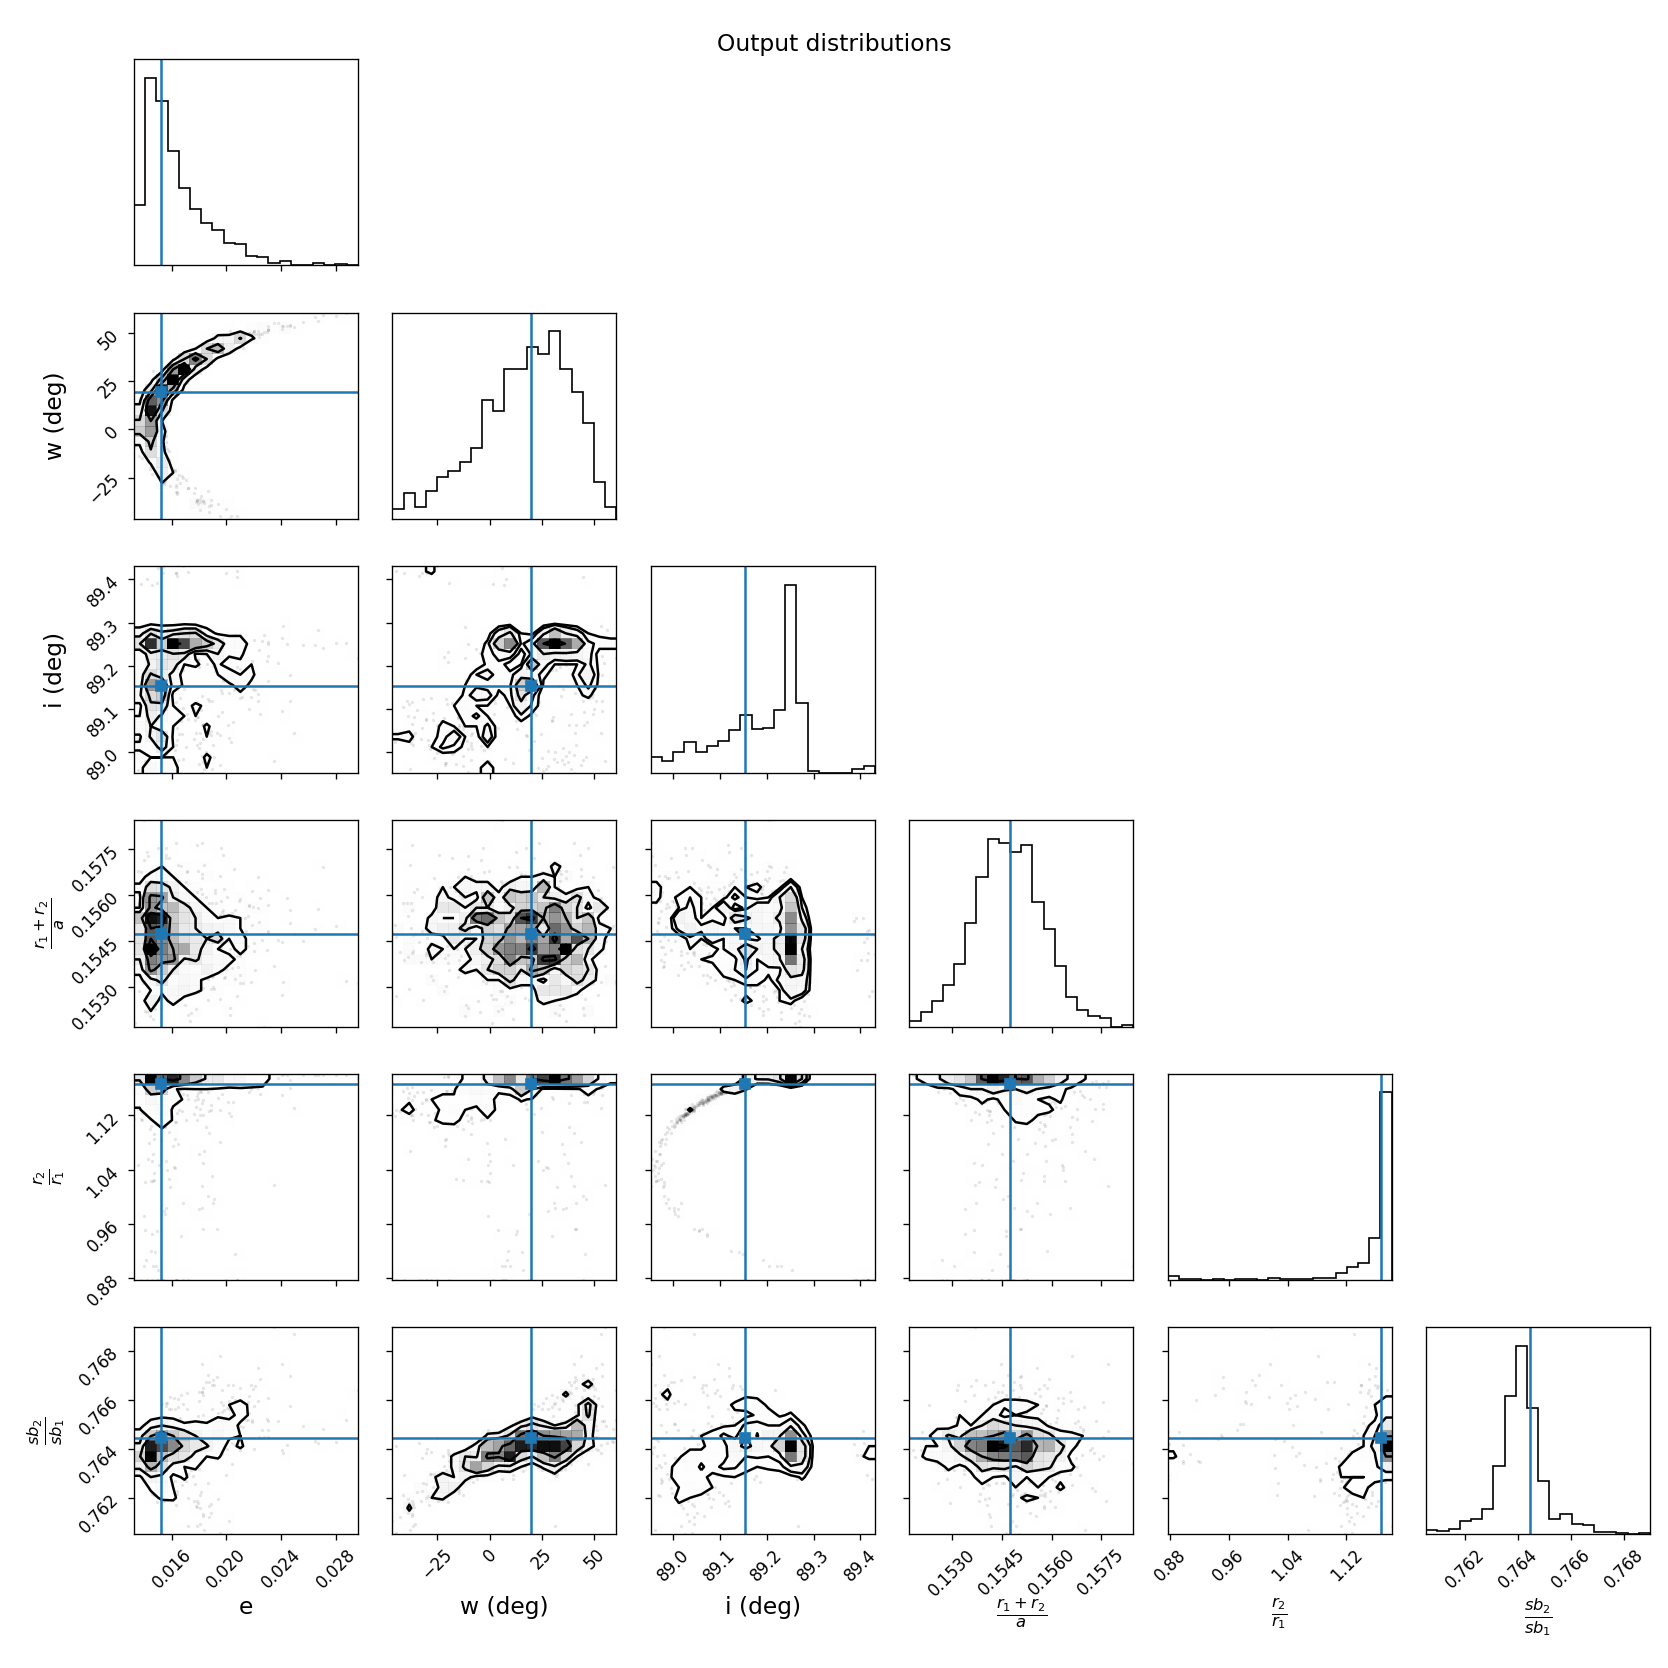 Output distributions
50
25
0
−25
w (deg)
89.4
89.3
89.2
89.1
89.0
i (deg)
0.1575
0.1560
0.1545
0.1530
r₁ + r₂
a
1.12
1.04
0.96
0.88
r₂
r₁
0.768
0.766
0.764
0.762
sb₂
sb₁
0.016 0.020 0.024 0.028
−25 0 25 50
89.0 89.1 89.2 89.3 89.4
0.1530 0.1545 0.1560 0.1575
0.88 0.96 1.04 1.12
0.762 0.764 0.766 0.768
e
w (deg)
i (deg)
r₁ + r₂
a
r₂
r₁
sb₂
sb₁